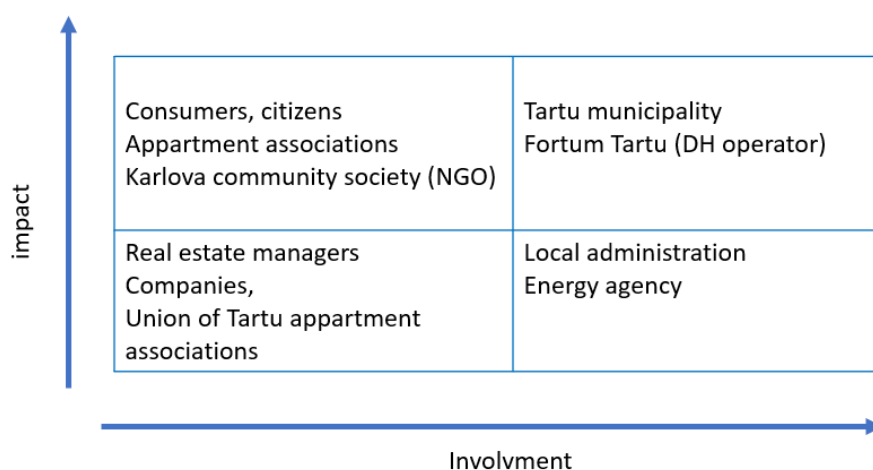 Consumers, citizens
Appartment associations
Karlova community society (NGO)
Tartu municipality
Fortum Tartu (DH operator)
impact
Real estate managers
Companies,
Union of Tartu appartment
associations
Local administration
Energy agency
Involvment